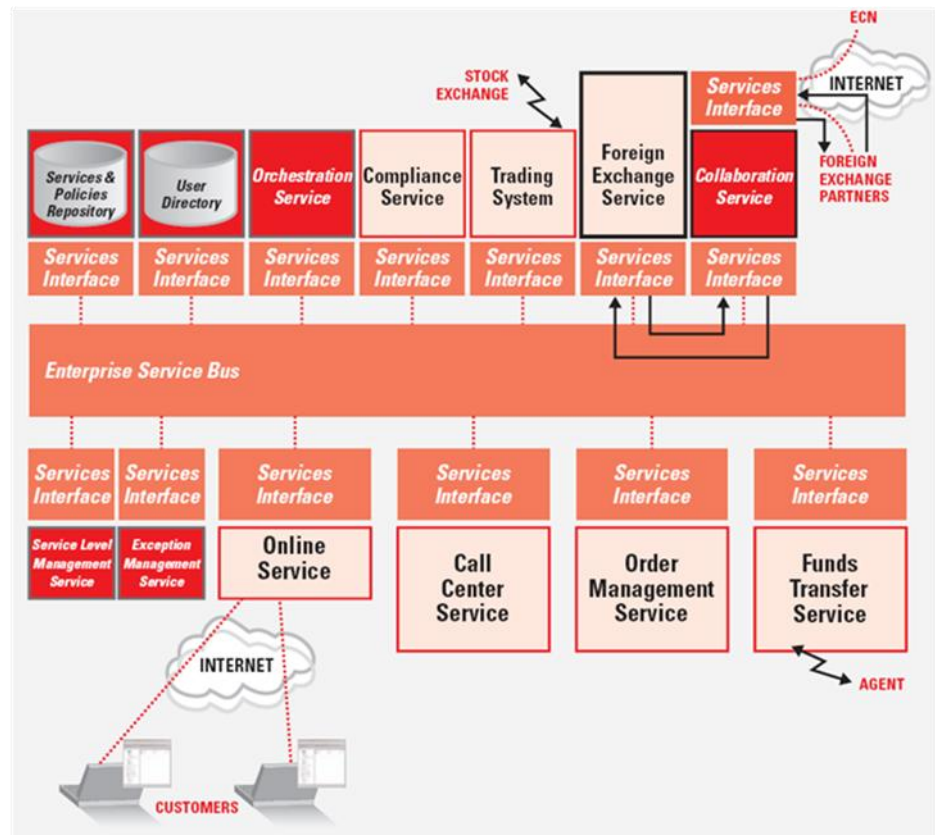 ECN
INTERNET
STOCK
EXCHANGE
Services
Interface
FOREIGN
EXCHANGE
PARTNERS
Services &
Policies
Repository
User
Directory
Orchestration
Service
Compliance
Service
Trading
System
Foreign
Exchange
Service
Collaboration
Service
Services
Interface
Services
Interface
Services
Interface
Services
Interface
Services
Interface
Services
Interface
Services
Interface
Enterprise Service Bus
Services
Interface
Services
Interface
Services
Interface
Services
Interface
Services
Interface
Services
Interface
Service Level
Management
Service
Exception
Management
Service
Online
Service
Call
Center
Service
Order
Management
Service
Funds
Transfer
Service
INTERNET
AGENT
CUSTOMERS